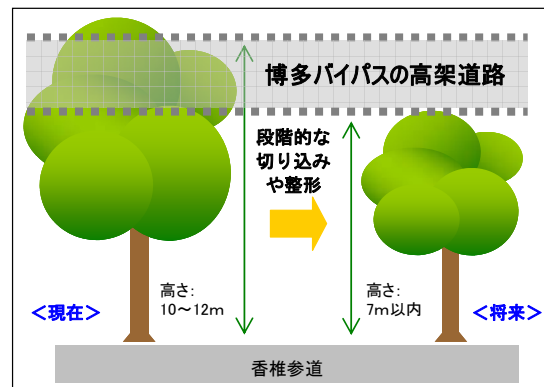 博多バイパスの高架道路
段階的な
切り込み
や整形
高さ:
10～12m
高さ:
7m以内
＜現在＞
＜将来＞
香椎参道